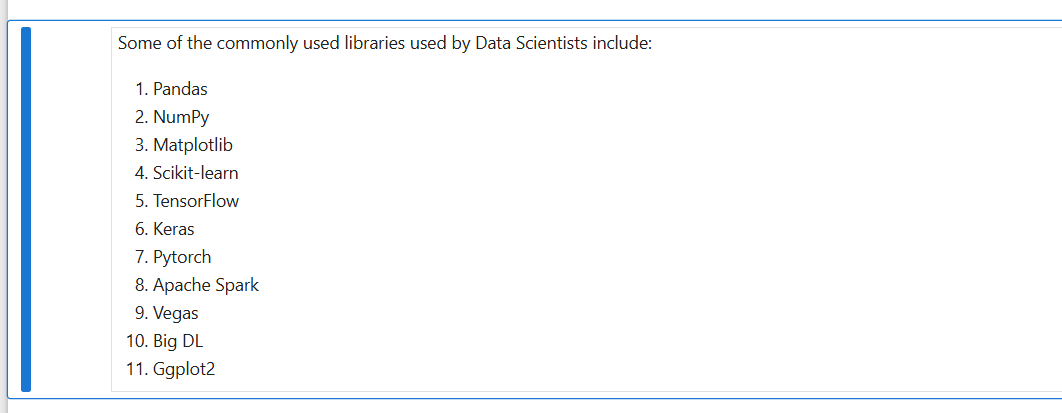 Some of the commonly used libraries used by Data Scientists include:
1. Pandas
2. NumPy
3. Matplotlib
4. Scikit-learn
5. TensorFlow
6. Keras
7. Pytorch
8. Apache Spark
9. Vegas
10. Big DL
11. Ggplot2